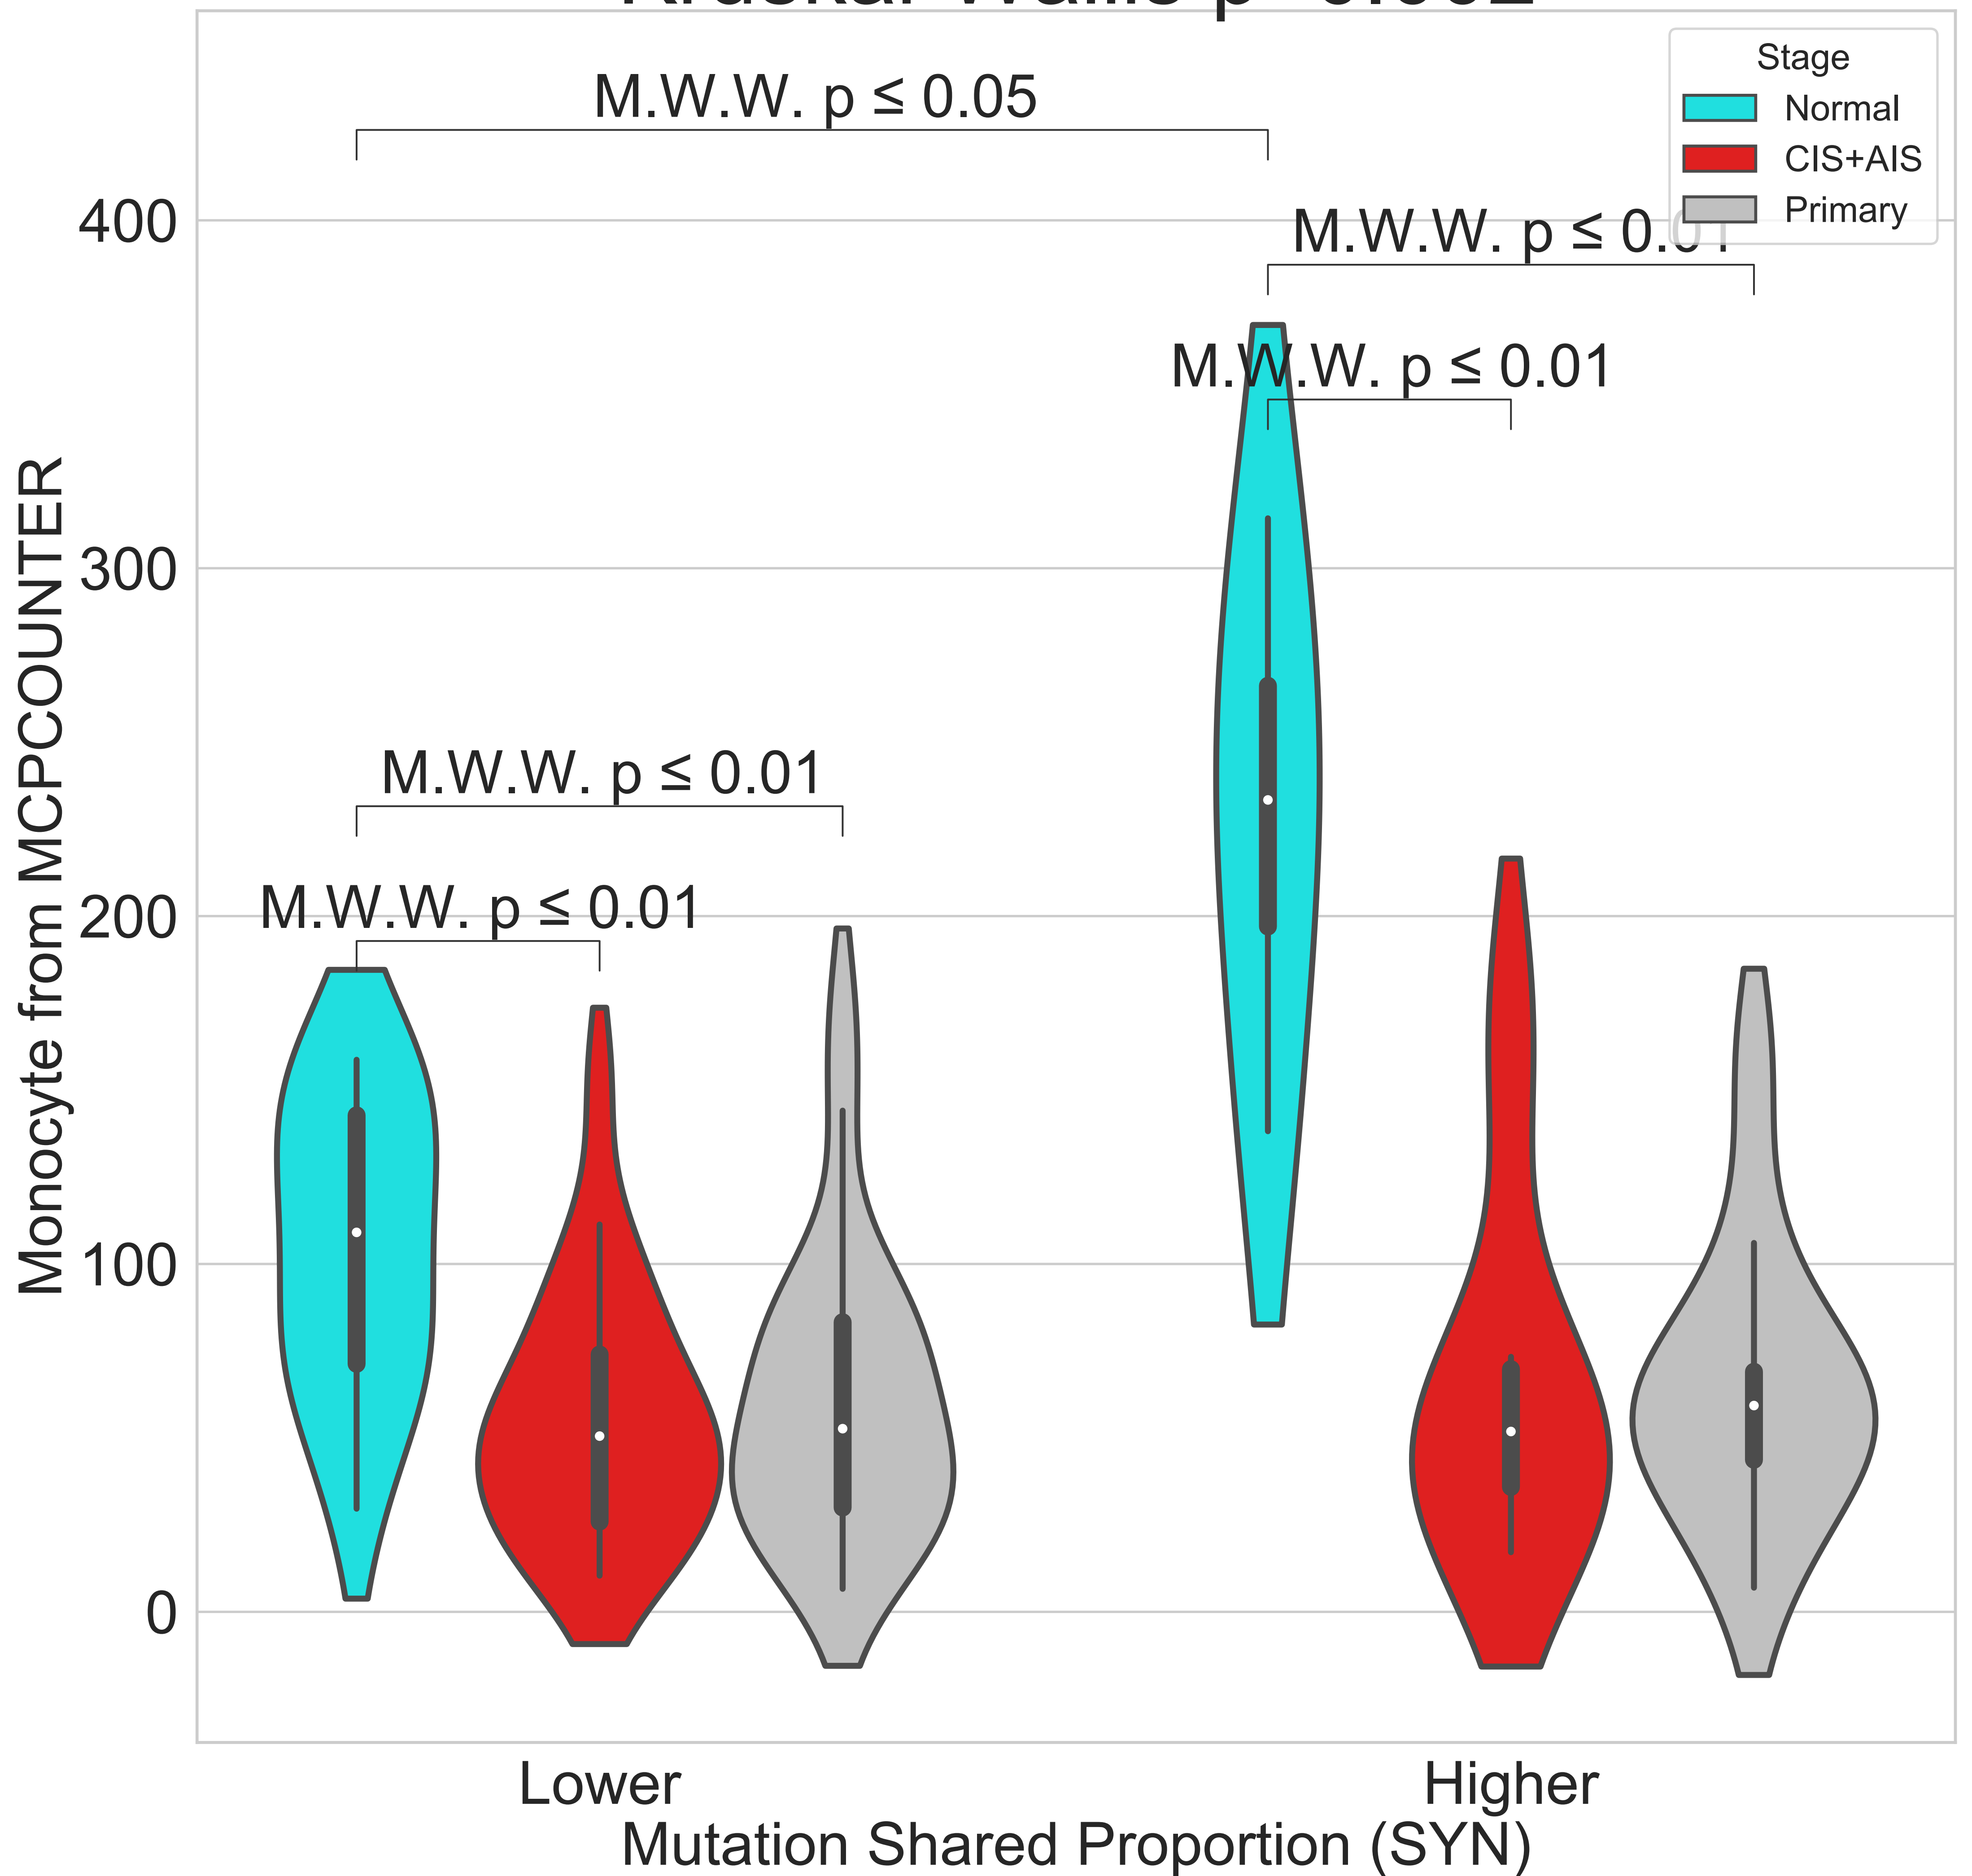 M.W.W. p ≤ 0.05
Stage
Normal
CIS+AIS
Primary
M.W.W. p ≤ 0.01
M.W.W. p ≤ 0.01
M.W.W. p ≤ 0.01
M.W.W. p ≤ 0.01
400
300
200
100
0
Monocyte from MCPCOUNTER
Lower
Higher
Mutation Shared Proportion (SYN)